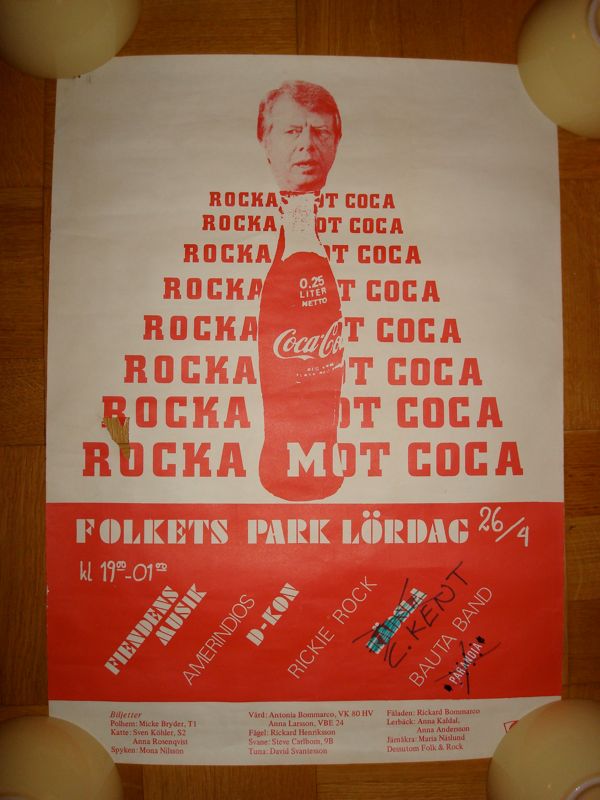 ROCKA MOT COCA
ROCKA MOT COCA
ROCKA MOT COCA
ROCKA MOT COCA
ROCKA MOT COCA
ROCKA MOT COCA
ROCKA MOT COCA
ROCKA MOT COCA
0.25
LITER
NETTO
Coca-Cola
FOLKETS PARK LÖRDAG 26/4
kl 19⁰⁰-01⁰⁰
FIENDENS
MUSIK
AMERINDIOS
D-KON
RICKIE ROCK
C. KENT
BAUTA BAND
PARANOIA
Biljetter
Polhem: Micke Bryder, T1
Katte: Sven Köhler, S2
Anna Rosenqvist
Spyken: Mona Nilsson
Vård: Antonia Bommarco, VK 80 HV
Anna Larsson, VBE 24
Fågel: Rickard Henriksson
Svane: Steve Carlbom, 9B
Tuna: David Svantesson
Fäladen: Rickard Bommarco
Lerbäck: Anna Kaldal,
Anna Andersson
Järnåkra: Maria Näslund
Dessutom Folk & Rock